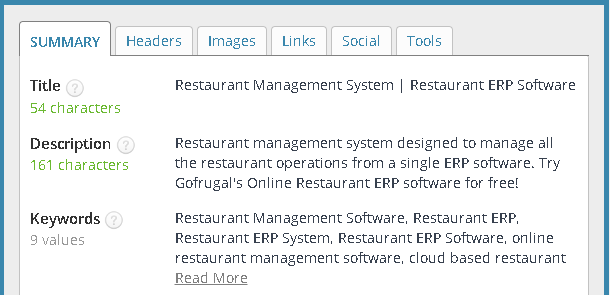 SUMMARY Headers Images Links Social Tools
Title ? Restaurant Management System | Restaurant ERP Software
54 characters
Description ? Restaurant management system designed to manage all
161 characters the restaurant operations from a single ERP software. Try
Gofrugal's Online Restaurant ERP software for free!
Keywords ? Restaurant Management Software, Restaurant ERP,
9 values Restaurant ERP System, Restaurant ERP Software, online
restaurant management software, cloud based restaurant
Read More